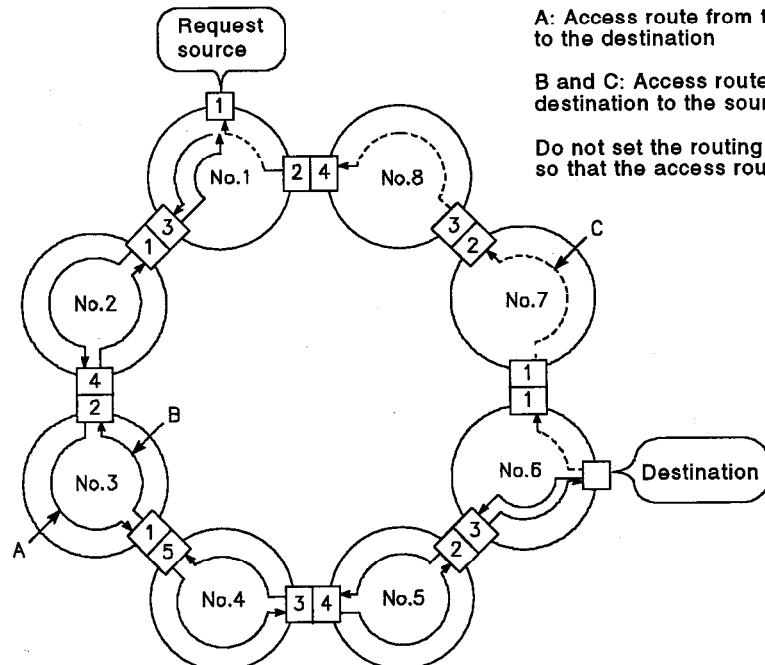 Request
source
A: Access route from
to the destination
B and C: Access route
destination to the
Do not set the routing
so that the access
1
No.1
2 4
No.8
3
1
3
2
C
No.2
No.7
4
2
1
1
B
No.3
No.6
Destination
A
1
5
3
2
No.4
3 4
No.5